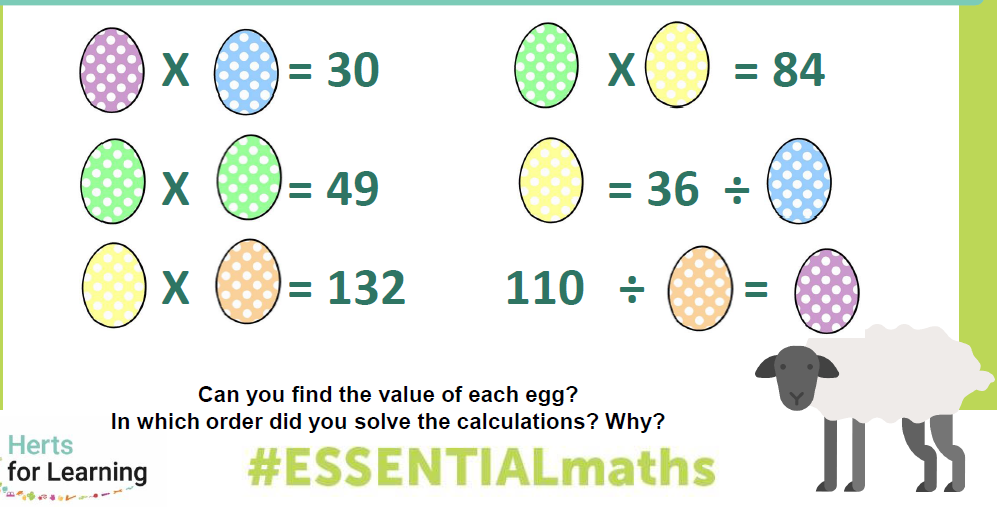 X = 30
X = 84
X = 49
= 36 ÷
X = 132
110 ÷ =
Can you find the value of each egg?
In which order did you solve the calculations? Why?
Herts
for Learning
#ESSENTIALmaths